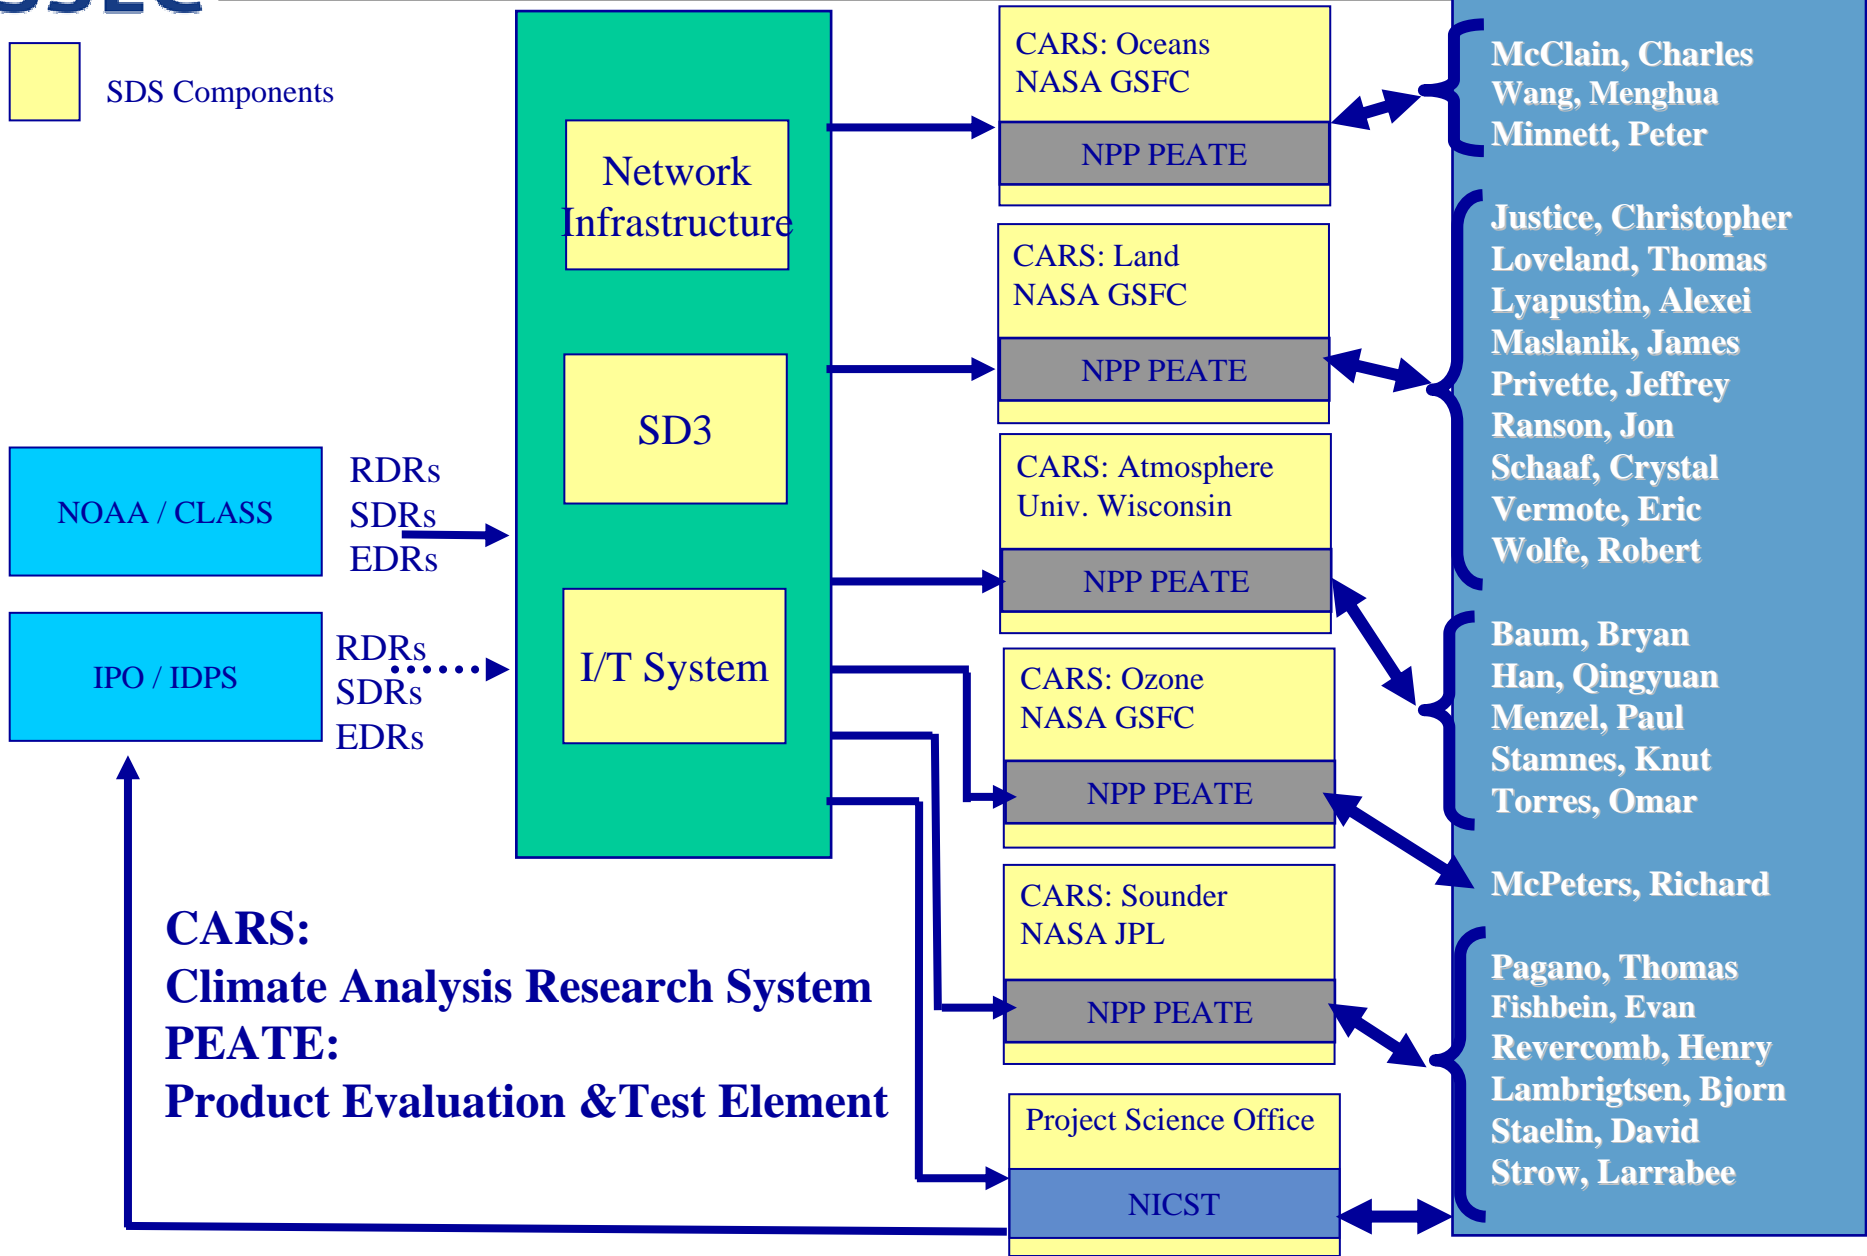 SSEC
SDS Components
Network
Infrastructure
SD3
I/T System
NOAA / CLASS
RDRs
SDRs
EDRs
IPO / IDPS
RDRs
SDRs
EDRs
CARS:
Climate Analysis Research System
PEATE:
Product Evaluation &Test Element
CARS: Oceans
NASA GSFC
NPP PEATE
CARS: Land
NASA GSFC
NPP PEATE
CARS: Atmosphere
Univ. Wisconsin
NPP PEATE
CARS: Ozone
NASA GSFC
NPP PEATE
CARS: Sounder
NASA JPL
NPP PEATE
Project Science Office
NICST
McClain, Charles
Wang, Menghua
Minnett, Peter
Justice, Christopher
Loveland, Thomas
Lyapustin, Alexei
Maslanik, James
Privette, Jeffrey
Ranson, Jon
Schaaf, Crystal
Vermote, Eric
Wolfe, Robert
Baum, Bryan
Han, Qingyuan
Menzel, Paul
Stamnes, Knut
Torres, Omar
McPeters, Richard
Pagano, Thomas
Fishbein, Evan
Revercomb, Henry
Lambrigtsen, Bjorn
Staelin, David
Strow, Larrabee